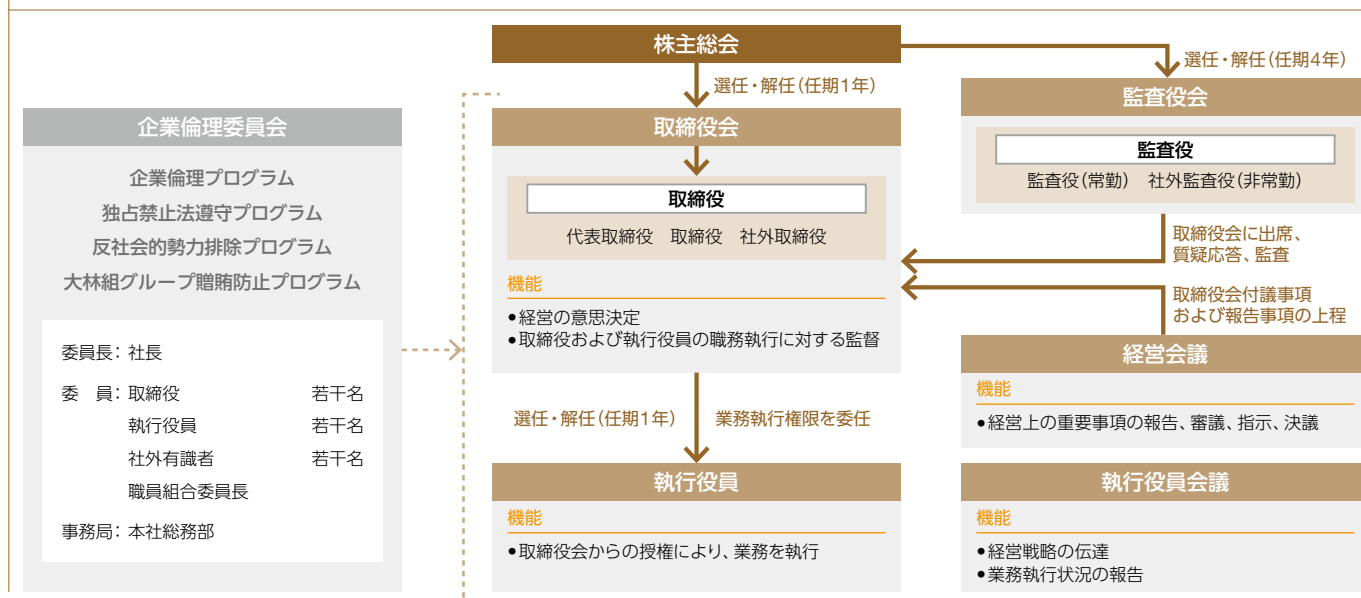 株主総会
選任・解任（任期1年）
選任・解任（任期4年）
企業倫理委員会
企業倫理プログラム
独占禁止法遵守プログラム
反社会的勢力排除プログラム
大林組グループ贈賄防止プログラム
委員長：社長
委　員：取締役　若干名
執行役員　若干名
社外有識者　若干名
職員組合委員長
事務局：本社総務部
取締役会
取締役
代表取締役　取締役　社外取締役
機能
●経営の意思決定
●取締役および執行役員の職務執行に対する監督
選任・解任（任期1年）　業務執行権限を委任
執行役員
機能
●取締役会からの授権により、業務を執行
監査役会
監査役
監査役（常勤）　社外監査役（非常勤）
取締役会に出席、
質疑応答、監査
取締役会付議事項
および報告事項の上程
経営会議
機能
●経営上の重要事項の報告、審議、指示、決議
執行役員会議
機能
●経営戦略の伝達
●業務執行状況の報告